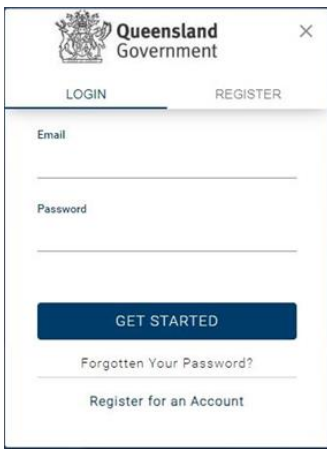 Queensland
Government
LOGIN REGISTER
Email
Password
GET STARTED
Forgotten Your Password?
Register for an Account